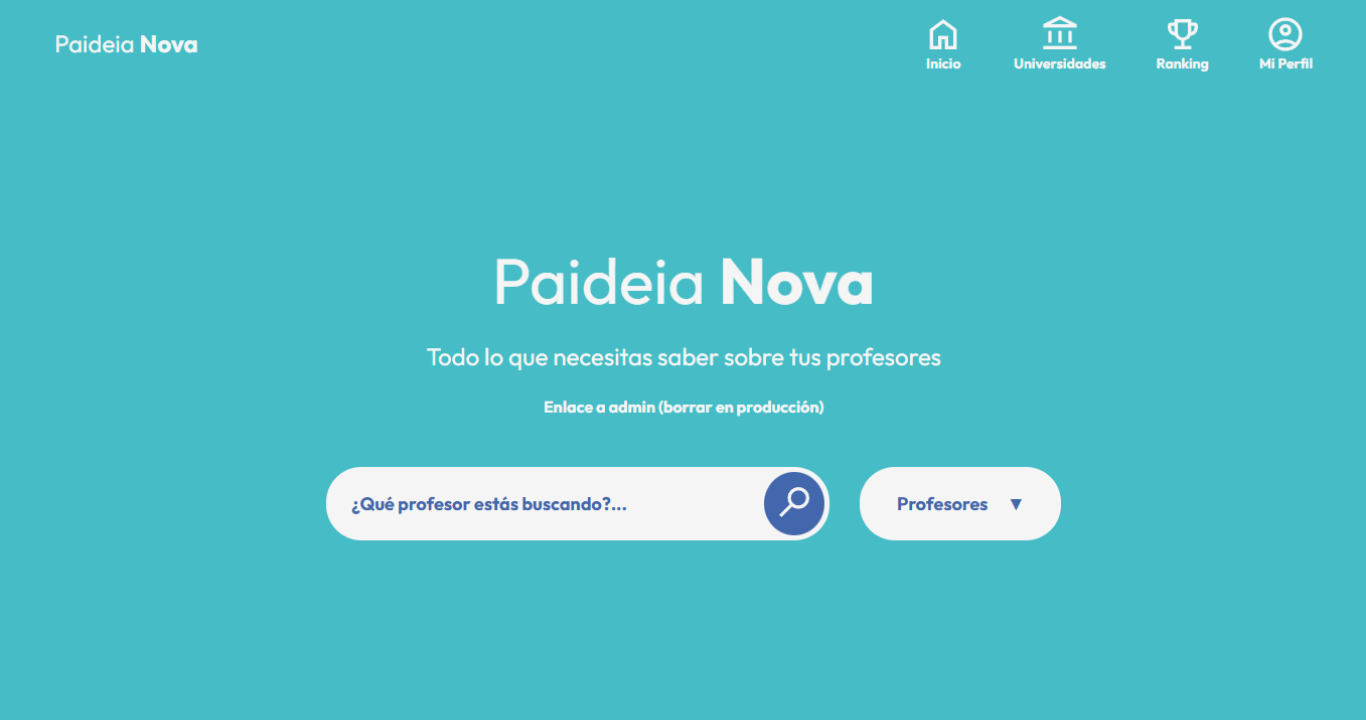 Paideia Nova
Inicio
Universidades
Ranking
Mi Perfil
Paideia Nova
Todo lo que necesitas saber sobre tus profesores
Enlace a admin (borrar en producción)
¿Qué profesor estás buscando?...
Profesores ▼